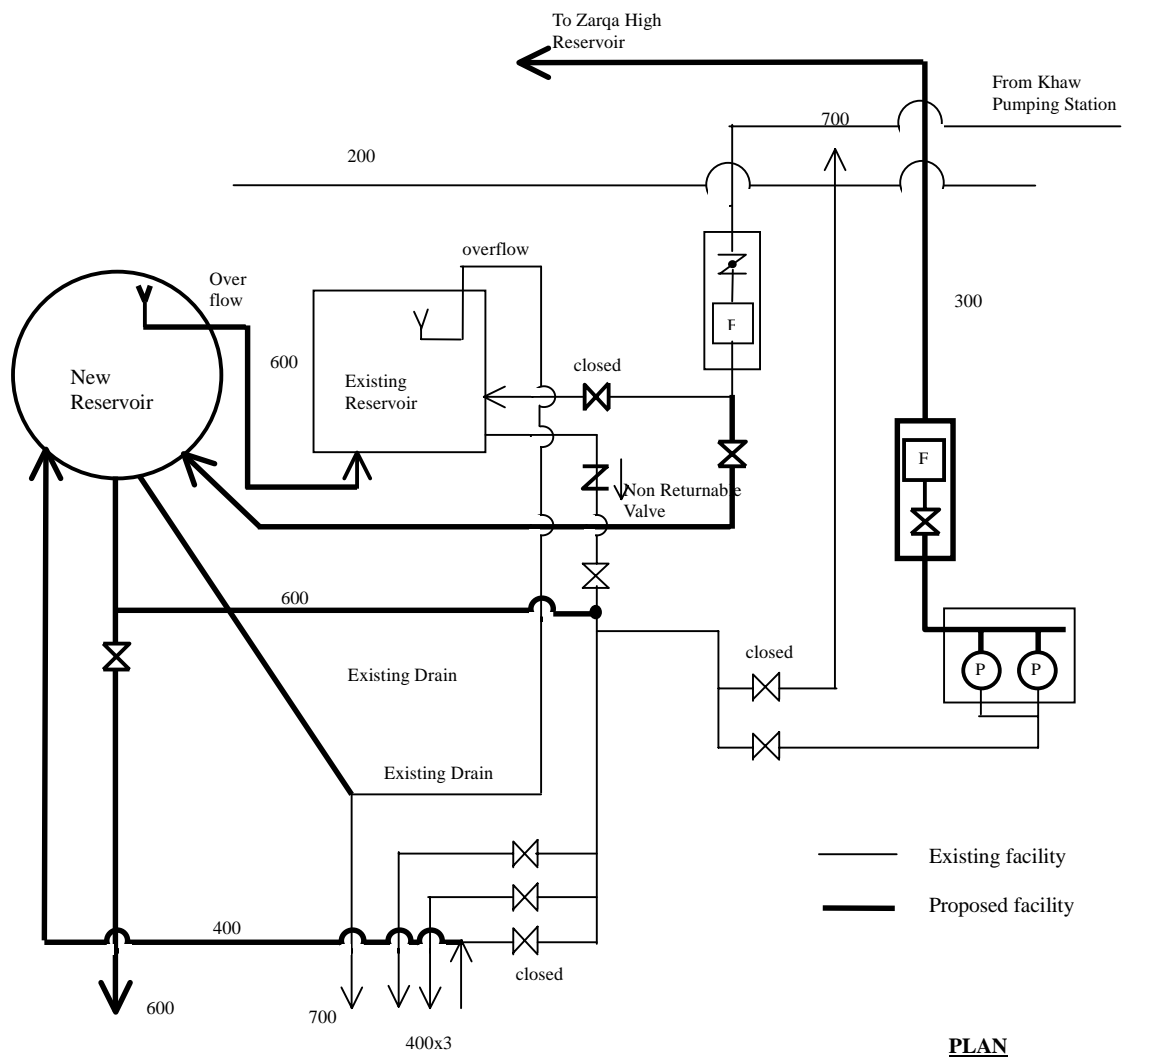 To Zarqa High
Reservoir
From Khaw
Pumping Station
700
200
overflow
Over
flow
300
F
600
closed
New
Reservoir
Existing
Reservoir
F
Non Returnable
Valve
600
closed
Existing Drain
P
P
Existing Drain
Existing facility
Proposed facility
400
closed
600
700
400x3
PLAN